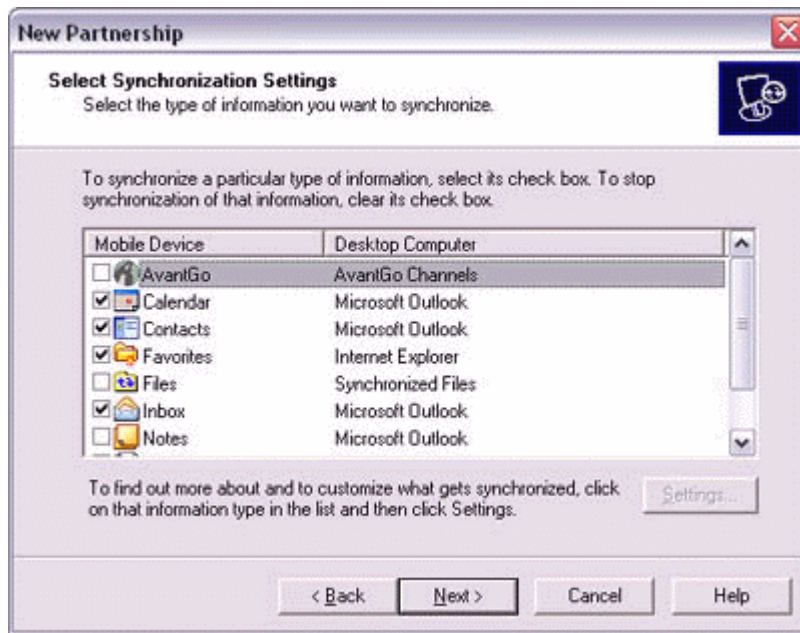 New Partnership
Select Synchronization Settings
Select the type of information you want to synchronize.
To synchronize a particular type of information, select its check box. To stop
synchronization of that information, clear its check box.
Mobile Device Desktop Computer
AvantGo AvantGo Channels
Calendar Microsoft Outlook
Contacts Microsoft Outlook
Favorites Internet Explorer
Files Synchronized Files
Inbox Microsoft Outlook
Notes Microsoft Outlook
To find out more about and to customize what gets synchronized, click
on that information type in the list and then click Settings.
Settings...
< Back Next > Cancel Help